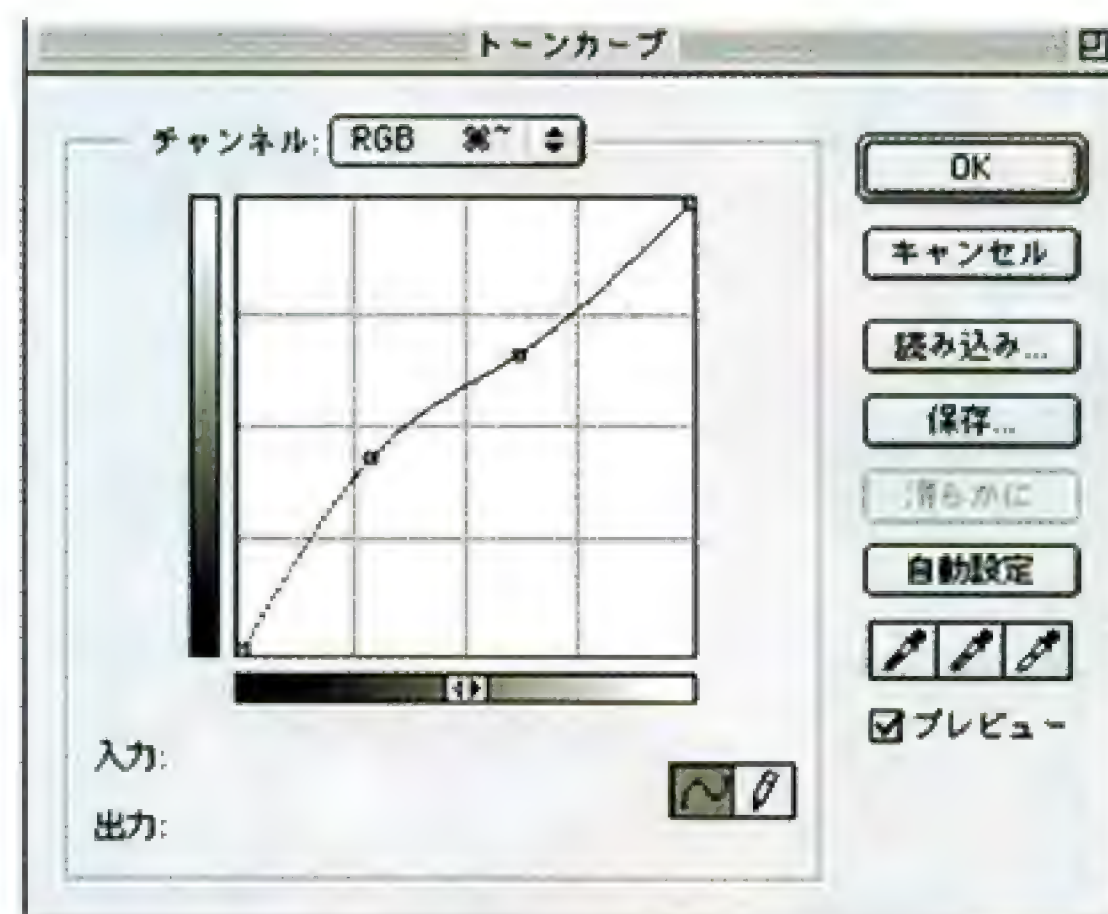 トーンカーブ
チャンネル: RGB ⌘~
OK
キャンセル
読み込み...
保存...
滑らかに
自動設定
プレビュー
入力:
出力: